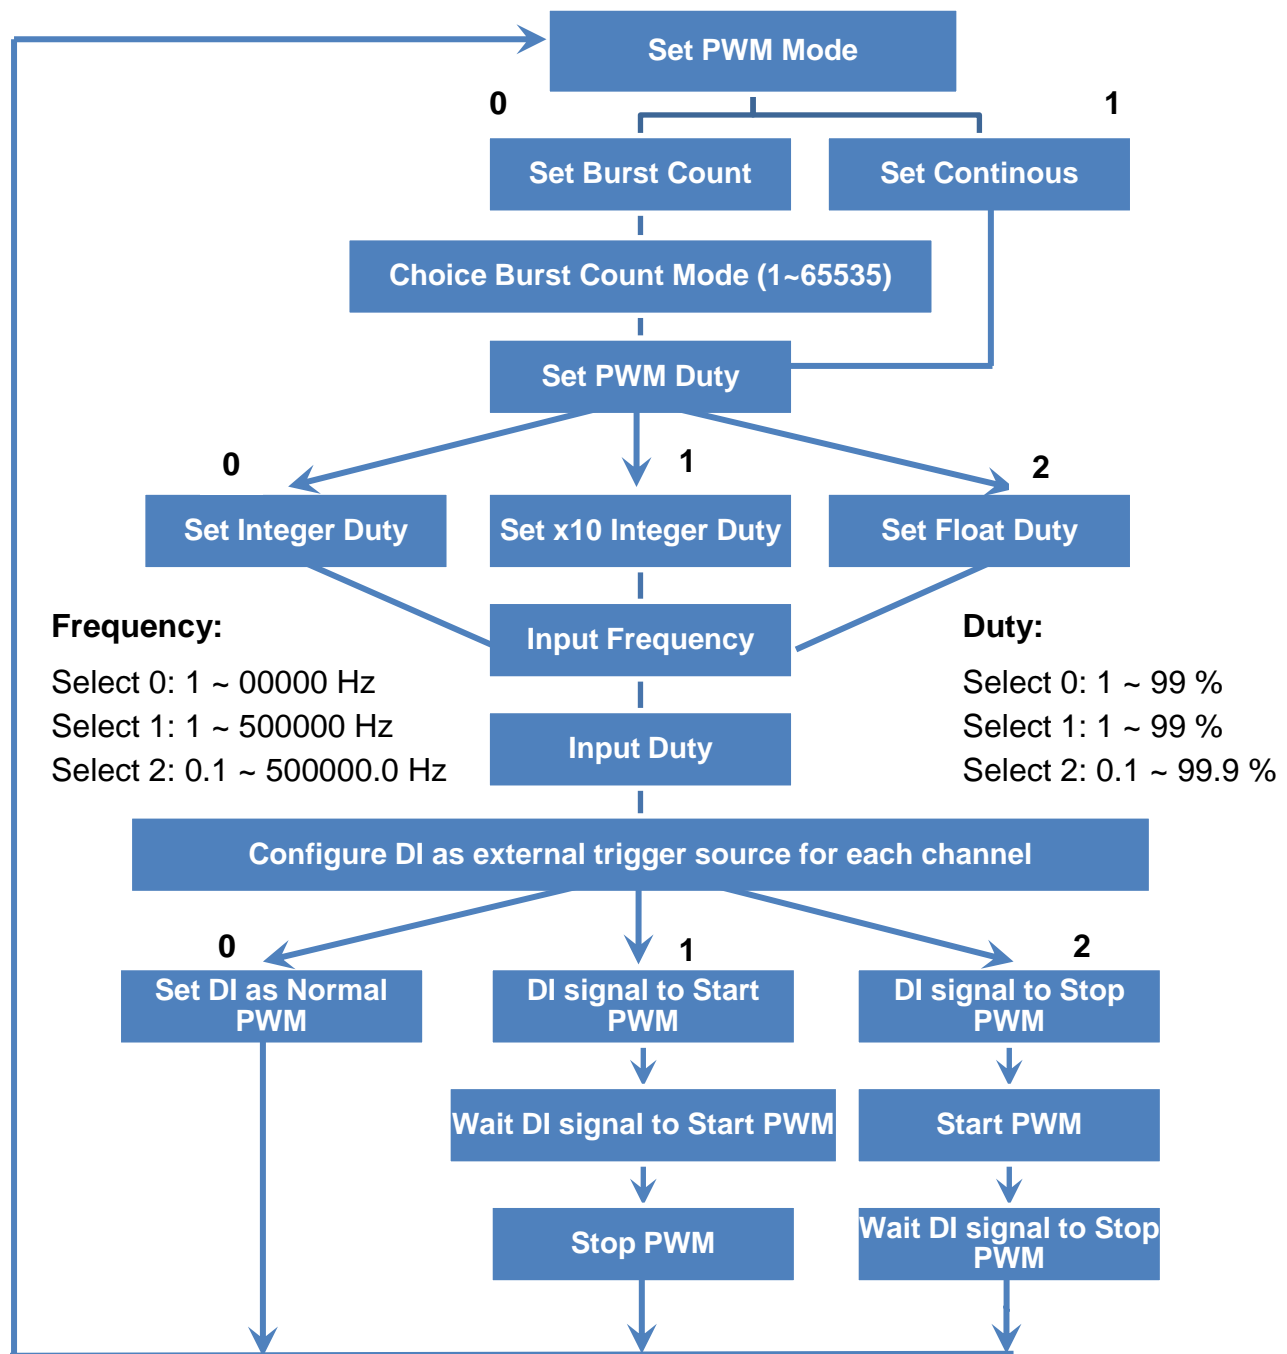 Set PWM Mode
0
1
Set Burst Count
Set Continous
Choice Burst Count Mode (1~65535)
Set PWM Duty
0
1
2
Set Integer Duty
Set x10 Integer Duty
Set Float Duty
Frequency:
Select 0: 1 ~ 00000 Hz
Select 1: 1 ~ 500000 Hz
Select 2: 0.1 ~ 500000.0 Hz
Input Frequency
Input Duty
Duty:
Select 0: 1 ~ 99 %
Select 1: 1 ~ 99 %
Select 2: 0.1 ~ 99.9 %
Configure DI as external trigger source for each channel
0
1
2
Set DI as Normal
PWM
DI signal to Start
PWM
DI signal to Stop
PWM
Wait DI signal to Start PWM
Start PWM
Stop PWM
Wait DI signal to Stop
PWM